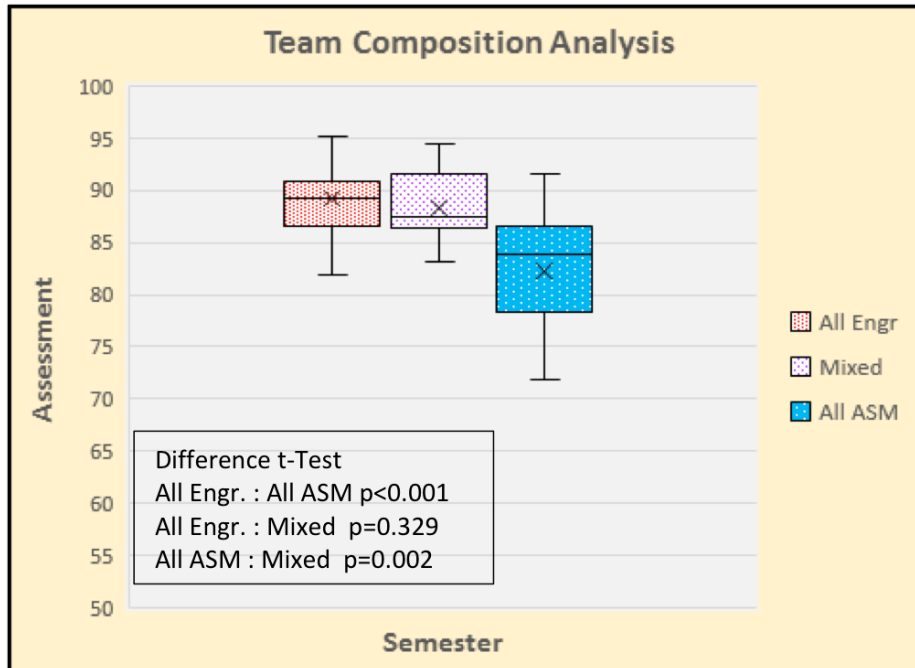 Team Composition Analysis
100
95
90
85
80
75
70
65
60
55
50
Assessment
Semester
All Engr
Mixed
All ASM
Difference t-Test
All Engr. : All ASM p<0.001
All Engr. : Mixed  p=0.329
All ASM : Mixed  p=0.002